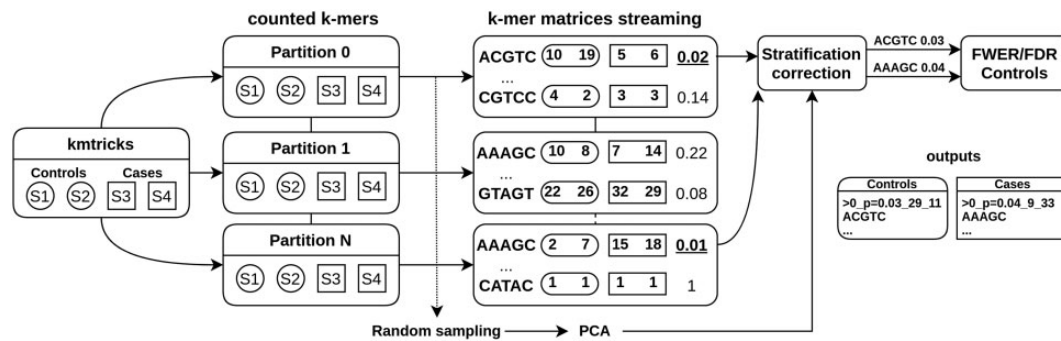 counted k-mers
k-mer matrices streaming
kmtricks
Controls Cases
S1 S2 S3 S4
Partition 0
S1 S2 S3 S4
Partition 1
S1 S2 S3 S4
Partition N
S1 S2 S3 S4
ACGTC 10 19 5 6 0.02
...
CGTCC 4 2 3 3 0.14
AAAGC 10 8 7 14 0.22
...
GTAGT 22 26 32 29 0.08
AAAGC 2 7 15 18 0.01
...
CATAC 1 1 1 1 1
Random sampling
PCA
Stratification
correction
ACGTC 0.03
AAAGC 0.04
FWER/FDR
Controls
outputs
Controls
>0_p=0.03_29_11
ACGTC
...
Cases
>0_p=0.04_9_33
AAAGC
...